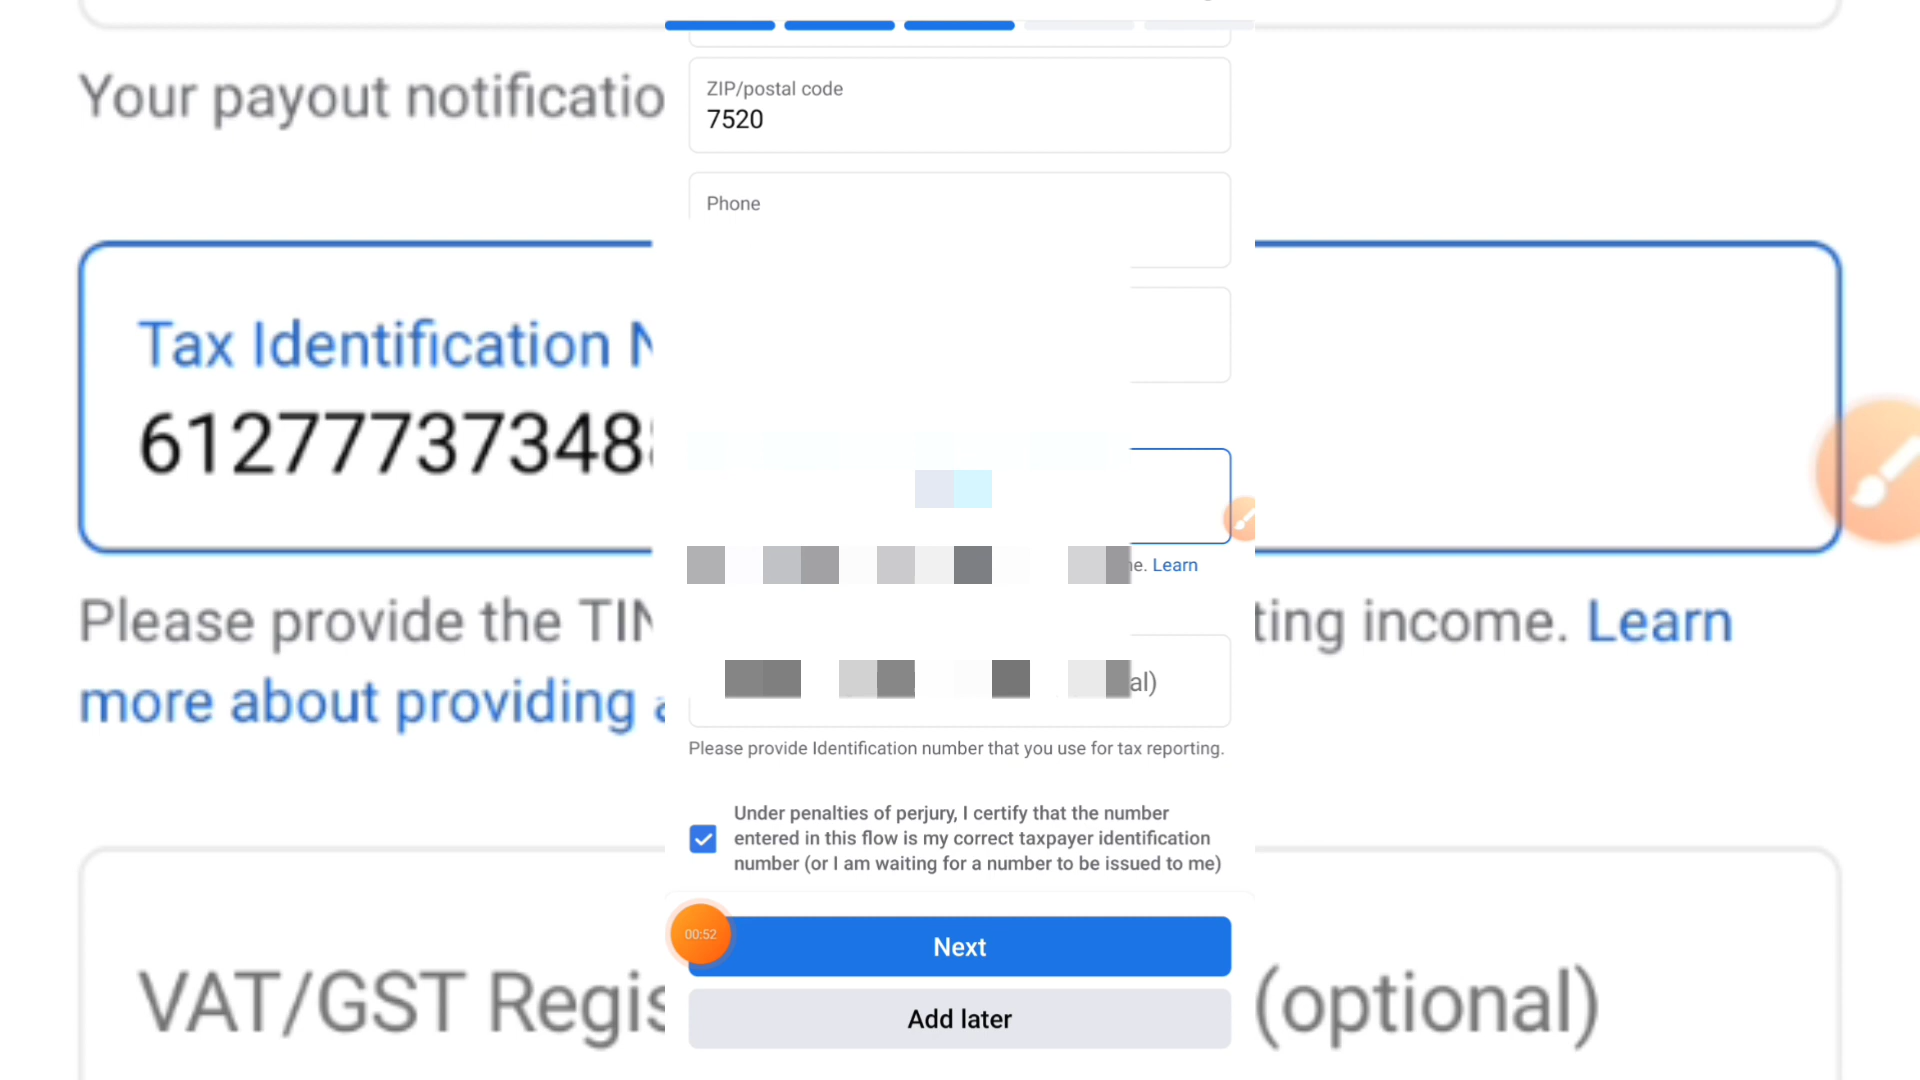 Your payout notificatio
Tax Identification N
61277737348
Please provide the TIN
ting income. Learn
more about providing
VAT/GST Regis
(optional)
ZIP/postal code
7520
Phone
ne. Learn
al)
Please provide Identification number that you use for tax reporting.
Under penalties of perjury, I certify that the number
entered in this flow is my correct taxpayer identification
number (or I am waiting for a number to be issued to me)
00:52
Next
Add later